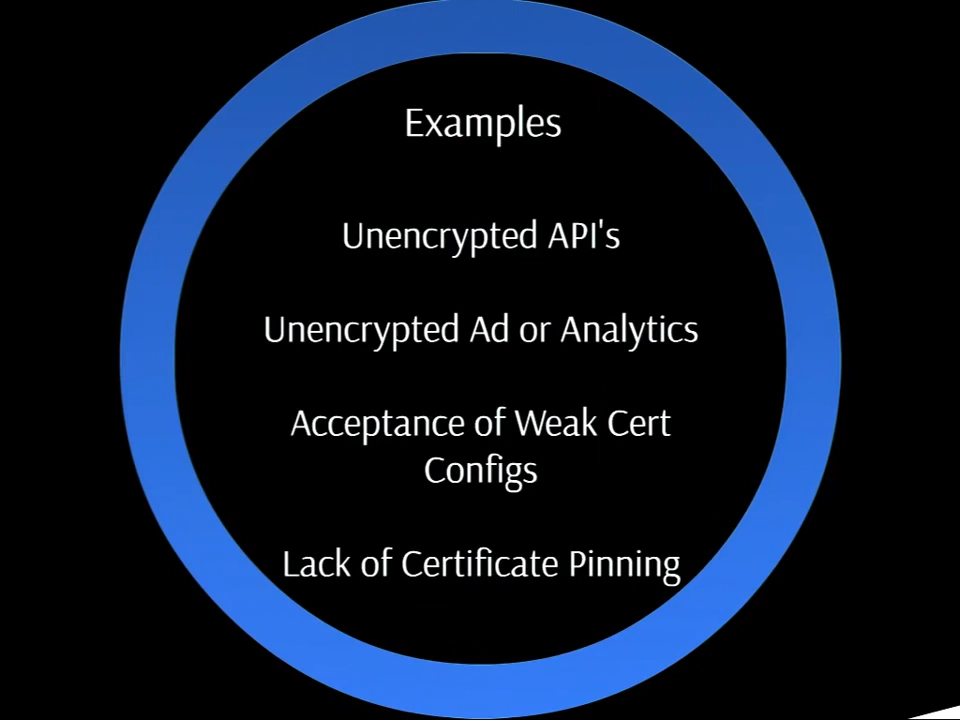 Examples
Unencrypted API's
Unencrypted Ad or Analytics
Acceptance of Weak Cert
Configs
Lack of Certificate Pinning